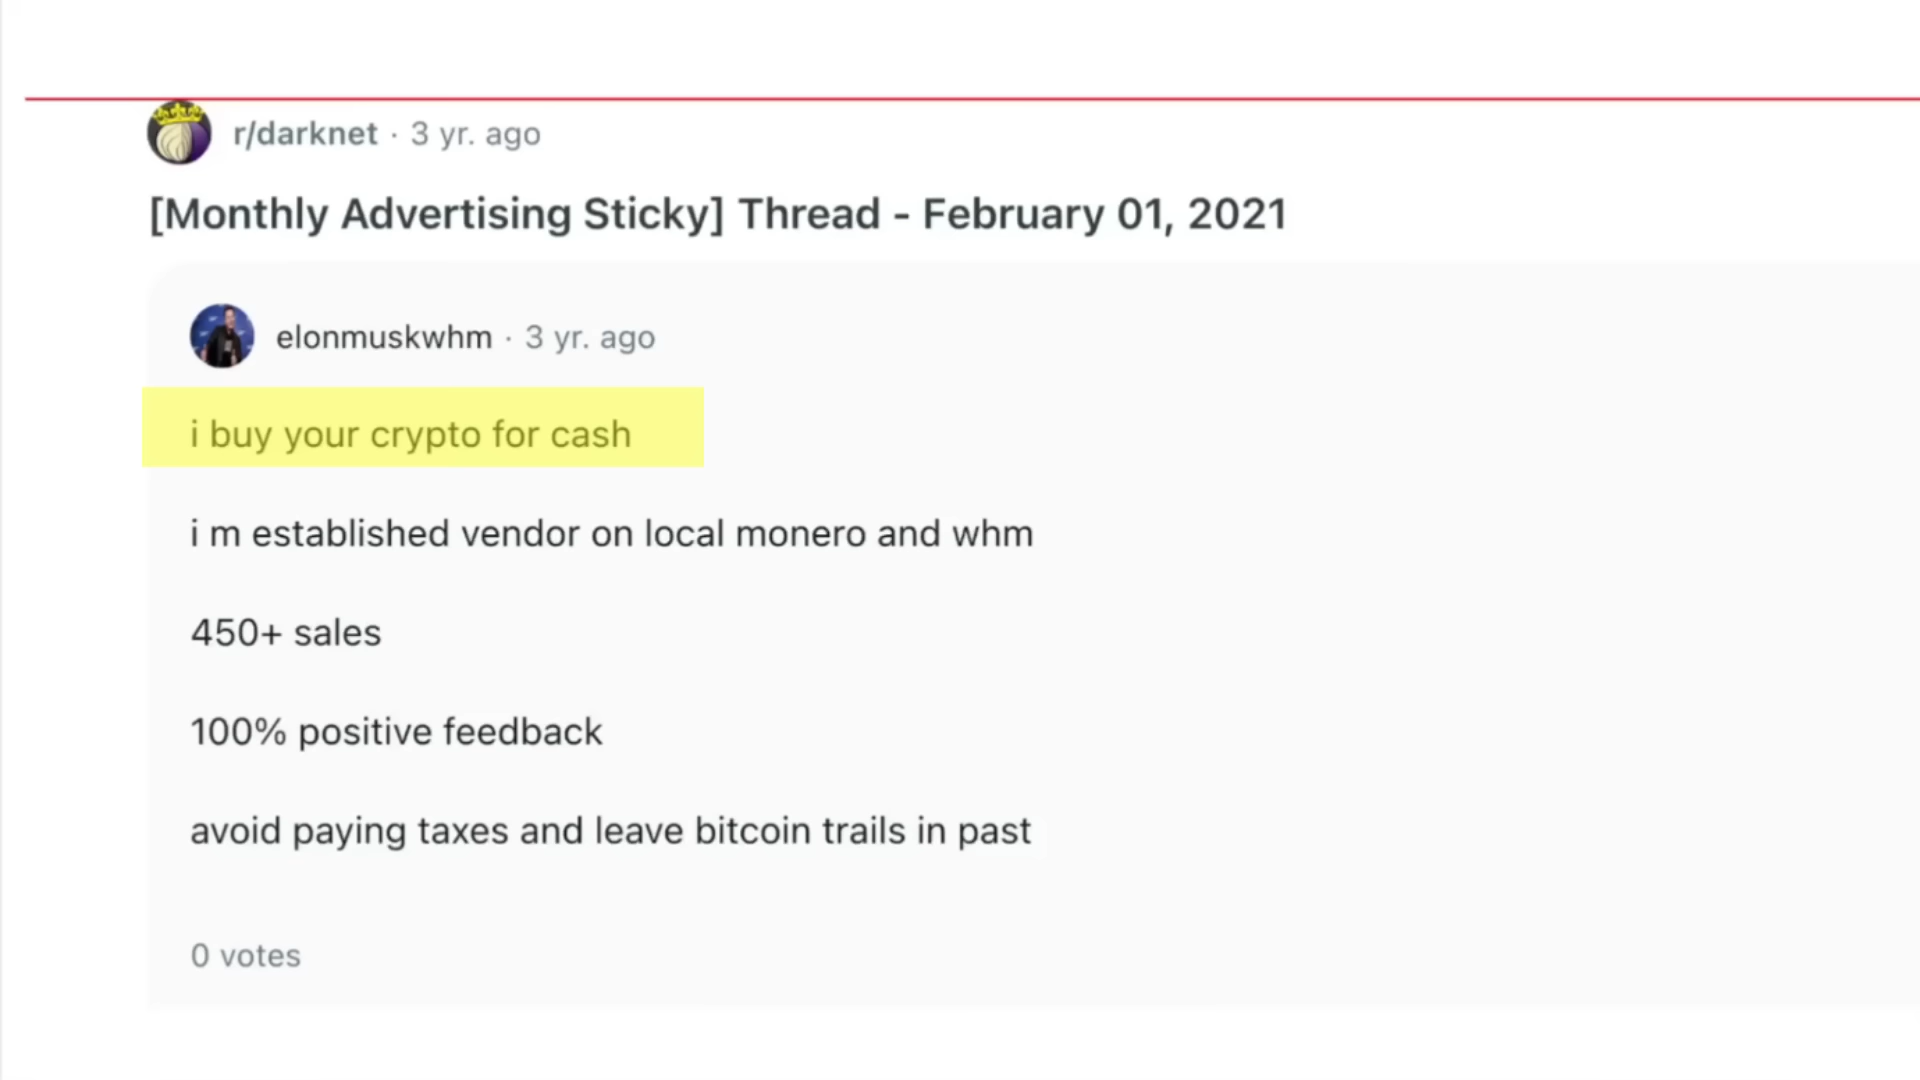 r/darknet · 3 yr. ago
[Monthly Advertising Sticky] Thread - February 01, 2021
elonmuskwhm · 3 yr. ago
i buy your crypto for cash
i m established vendor on local monero and whm
450+ sales
100% positive feedback
avoid paying taxes and leave bitcoin trails in past
0 votes